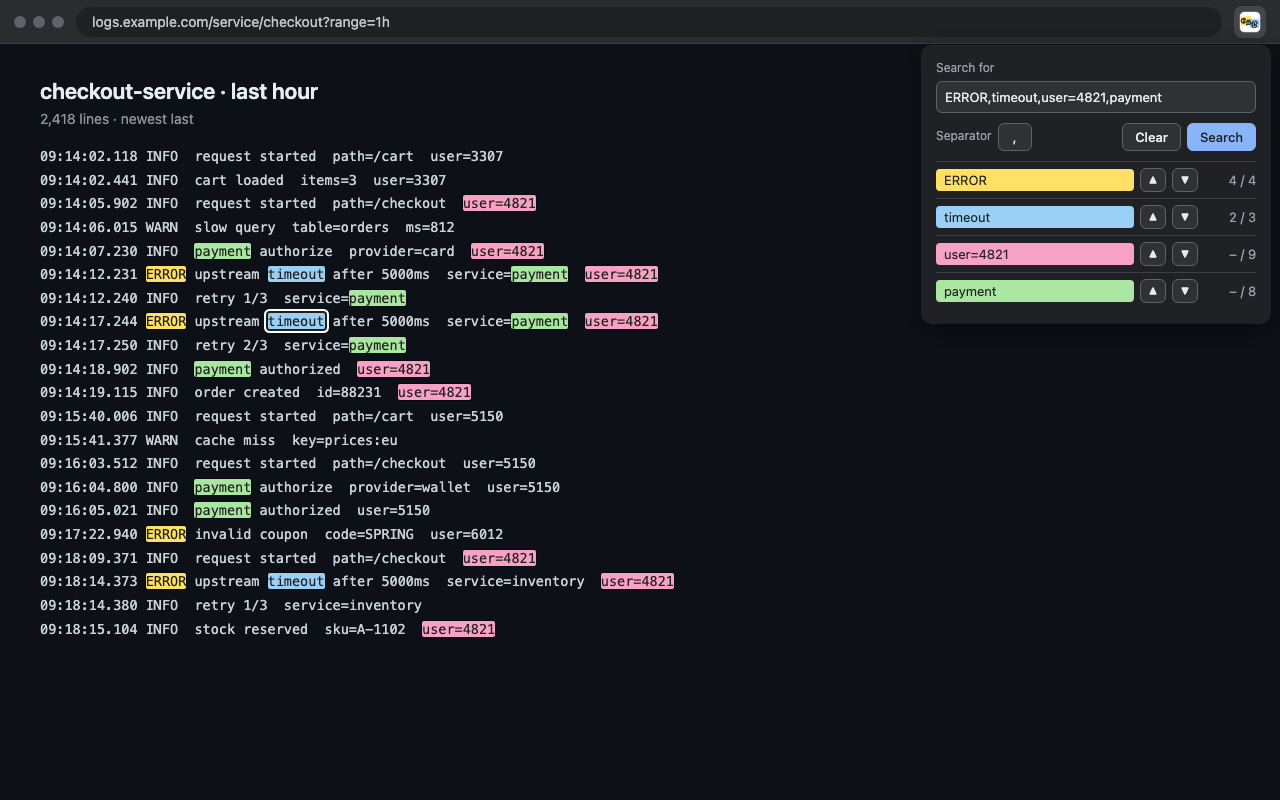 logs.example.com/service/checkout?range=1h
checkout-service · last hour
2,418 lines · newest last
09:14:02.118 INFO  request started  path=/cart  user=3307
09:14:02.441 INFO  cart loaded  items=3  user=3307
09:14:05.902 INFO  request started  path=/checkout  user=4821
09:14:06.015 WARN  slow query  table=orders  ms=812
09:14:07.230 INFO  payment authorize  provider=card  user=4821
09:14:12.231 ERROR upstream timeout after 5000ms  service=payment  user=4821
09:14:12.240 INFO  retry 1/3  service=payment
09:14:17.244 ERROR upstream timeout after 5000ms  service=payment  user=4821
09:14:17.250 INFO  retry 2/3  service=payment
09:14:18.902 INFO  payment authorized  user=4821
09:14:19.115 INFO  order created  id=88231  user=4821
09:15:40.006 INFO  request started  path=/cart  user=5150
09:15:41.377 WARN  cache miss  key=prices:eu
09:16:03.512 INFO  request started  path=/checkout  user=5150
09:16:04.800 INFO  payment authorize  provider=wallet  user=5150
09:16:05.021 INFO  payment authorized  user=5150
09:17:22.940 ERROR invalid coupon  code=SPRING  user=6012
09:18:09.371 INFO  request started  path=/checkout  user=4821
09:18:14.373 ERROR upstream timeout after 5000ms  service=inventory  user=4821
09:18:14.380 INFO  retry 1/3  service=inventory
09:18:15.104 INFO  stock reserved  sku=A-1102  user=4821
Search for
ERROR,timeout,user=4821,payment
Separator , Clear Search
ERROR ▲ ▼ 4 / 4
timeout ▲ ▼ 2 / 3
user=4821 ▲ ▼ – / 9
payment ▲ ▼ – / 8